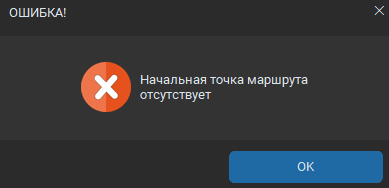 ОШИБКА!
Начальная точка маршрута
отсутствует
OK